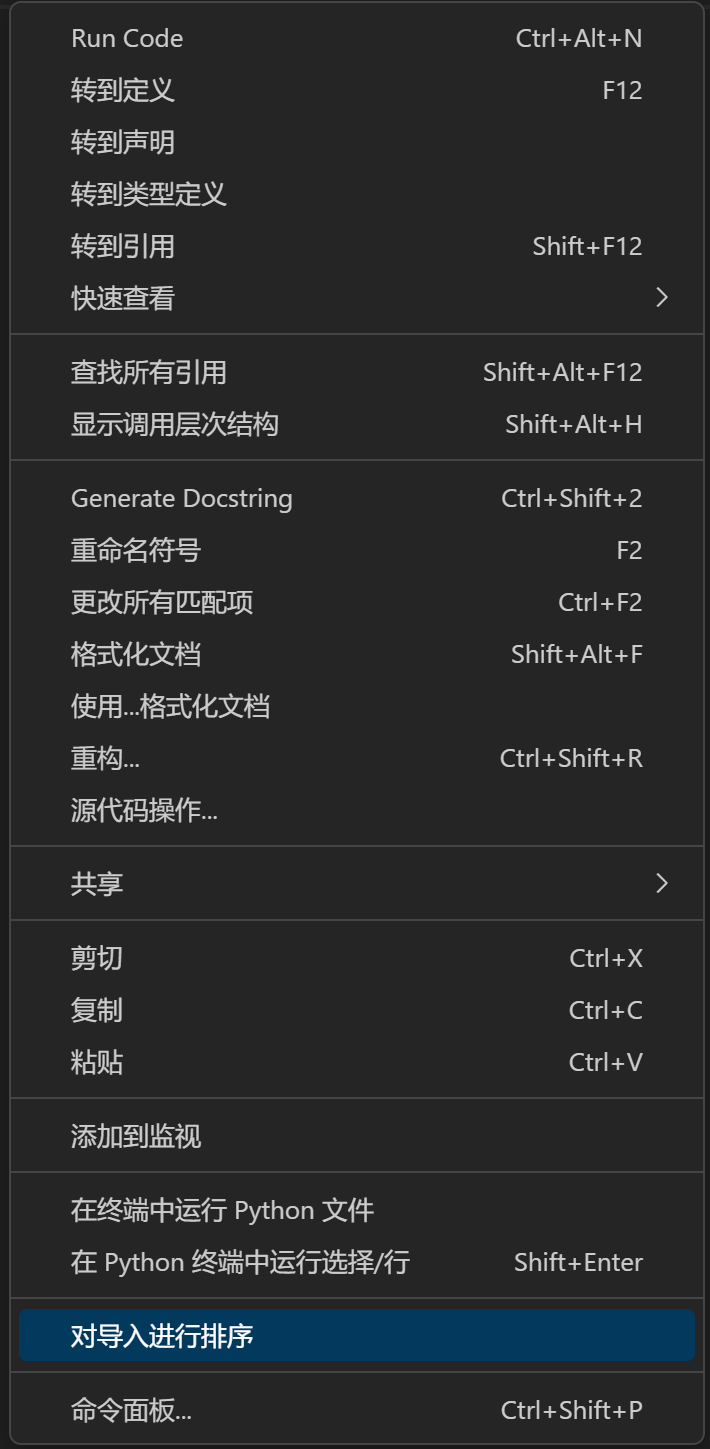 Run Code Ctrl+Alt+N
转到定义 F12
转到声明
转到类型定义
转到引用 Shift+F12
快速查看
查找所有引用 Shift+Alt+F12
显示调用层次结构 Shift+Alt+H
Generate Docstring Ctrl+Shift+2
重命名符号 F2
更改所有匹配项 Ctrl+F2
格式化文档 Shift+Alt+F
使用...格式化文档
重构... Ctrl+Shift+R
源代码操作...
共享
剪切 Ctrl+X
复制 Ctrl+C
粘贴 Ctrl+V
添加到监视
在终端中运行 Python 文件
在 Python 终端中运行选择/行 Shift+Enter
对导入进行排序
命令面板... Ctrl+Shift+P